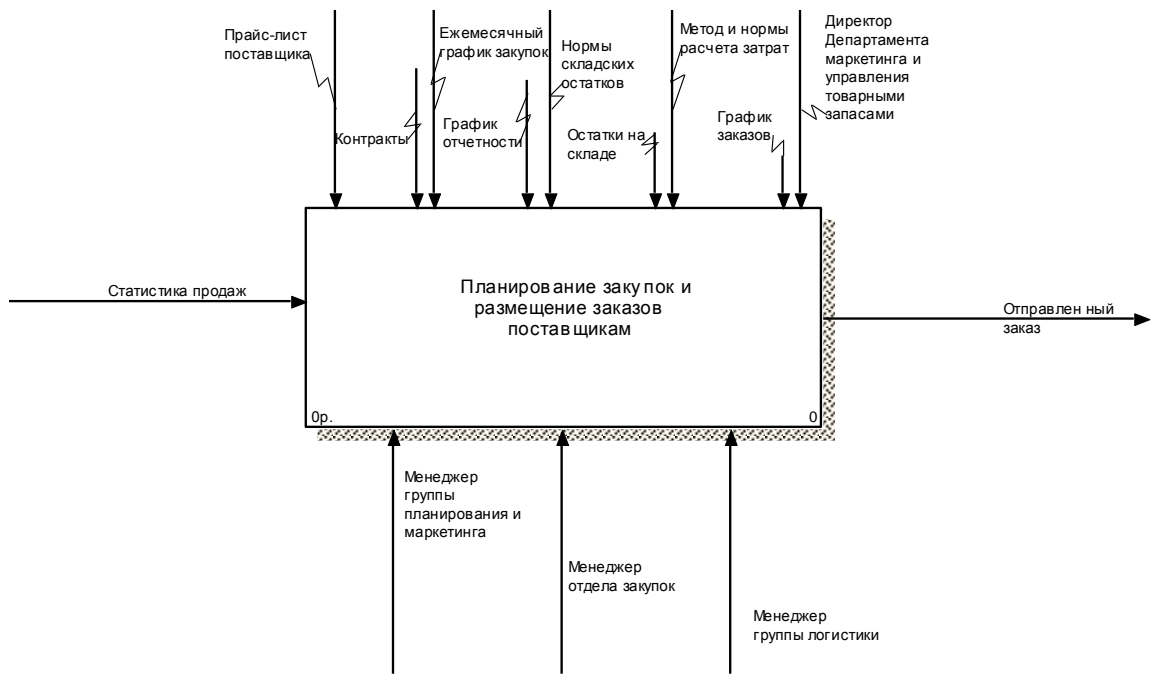 Прайс-лист
поставщика
Контракты
Ежемесячный
график закупок
График
отчетности
Нормы
складских
остатков
Остатки на
складе
Метод и нормы
расчета затрат
График
заказов
Директор
Департамента
маркетинга и
управления
товарными
запасами
Статистика продаж
Планирование закупок и
размещение заказов
поставщикам
0р.
0
Отправлен ный
заказ
Менеджер
группы
планирования и
маркетинга
Менеджер
отдела закупок
Менеджер
группы логистики